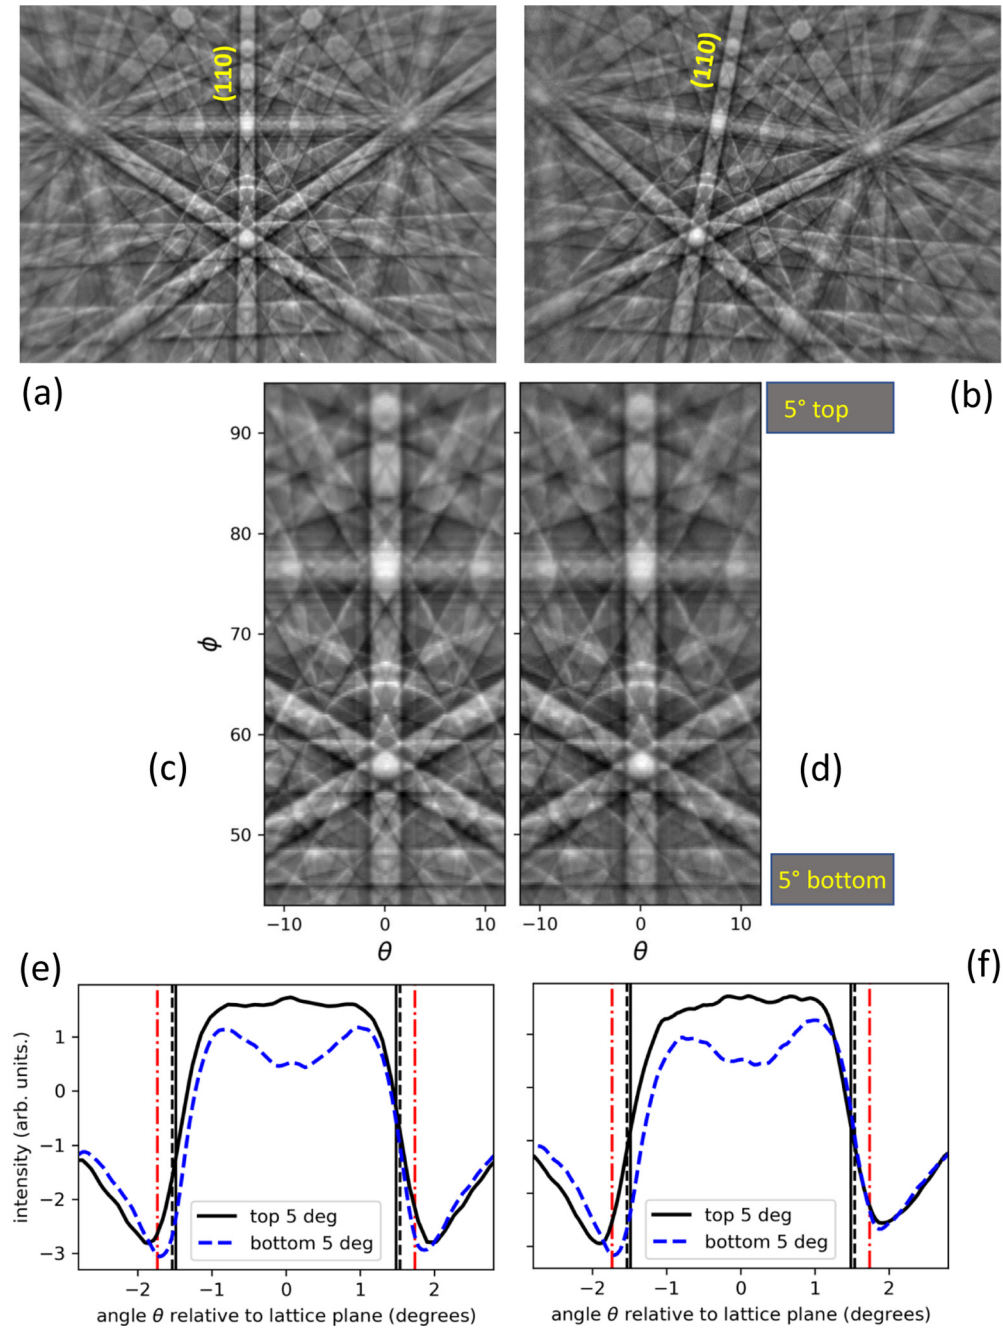 (110)
(110)
(a)
(b)
5° top
90
80
70
60
50
ϕ
(c)
(d)
5° bottom
−10 0 10
−10 0 10
θ
θ
(e)
(f)
intensity (arb. units.)
1
0
−1
−2
−3
top 5 deg
bottom 5 deg
top 5 deg
bottom 5 deg
−2 −1 0 1 2
−2 −1 0 1 2
angle θ relative to lattice plane (degrees)
angle θ relative to lattice plane (degrees)